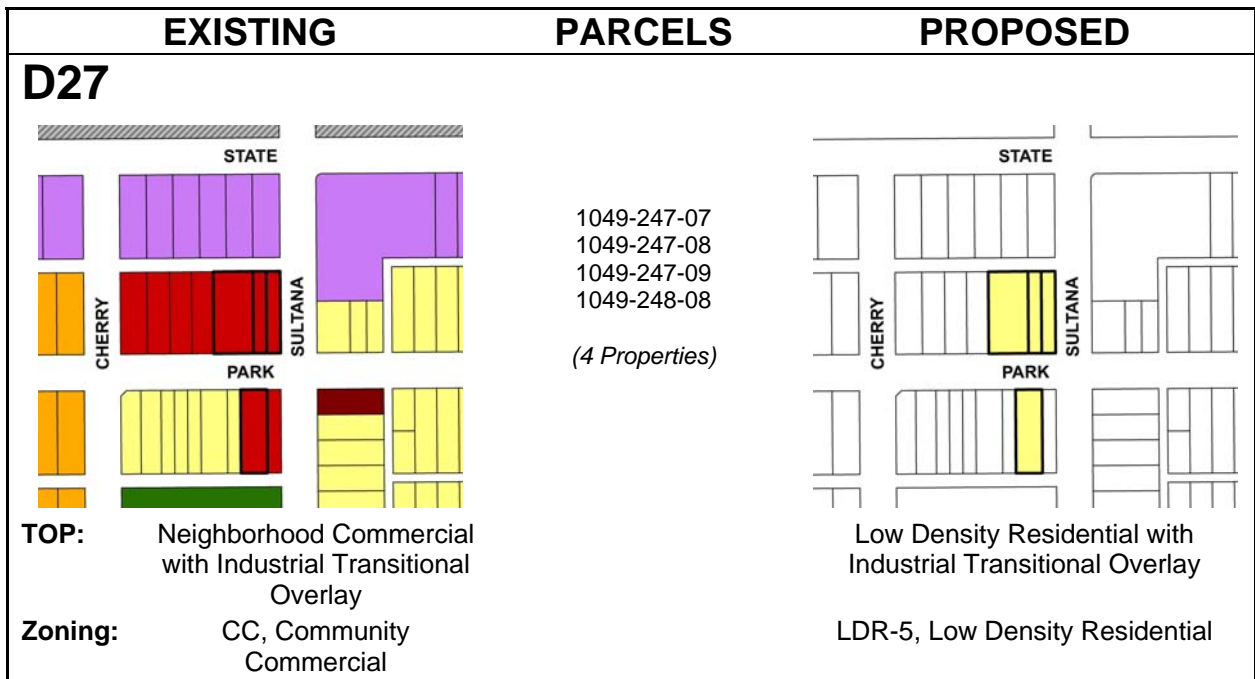 EXISTING PARCELS PROPOSED
D27
STATE
CHERRY
SULTANA
PARK
1049-247-07
1049-247-08
1049-247-09
1049-248-08
(4 Properties)
STATE
CHERRY
SULTANA
PARK
TOP: Neighborhood Commercial
with Industrial Transitional
Overlay
Low Density Residential with
Industrial Transitional Overlay
Zoning: CC, Community
Commercial
LDR-5, Low Density Residential